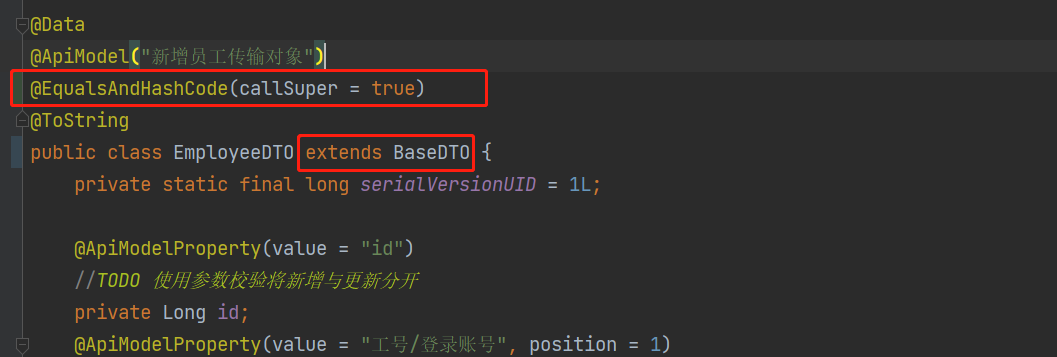 @Data
@ApiModel("新增员工传输对象")
@EqualsAndHashCode(callSuper = true)
@ToString
public class EmployeeDTO extends BaseDTO {
private static final long serialVersionUID = 1L;
@ApiModelProperty(value = "id")
//TODO 使用参数校验将新增与更新分开
private Long id;
@ApiModelProperty(value = "工号/登录账号", position = 1)